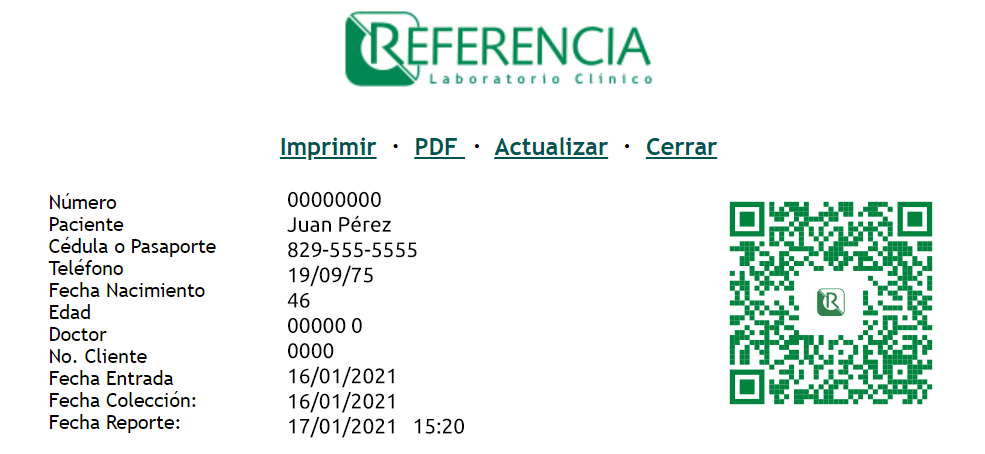 REFERENCIA
Laboratorio Clínico
Imprimir · PDF · Actualizar · Cerrar
Número 00000000
Paciente Juan Pérez
Cédula o Pasaporte 829-555-5555
Teléfono 19/09/75
Fecha Nacimiento 46
Edad 00000 0
Doctor 0000
No. Cliente 16/01/2021
Fecha Entrada 16/01/2021
Fecha Colección: 17/01/2021 15:20
Fecha Reporte:
R